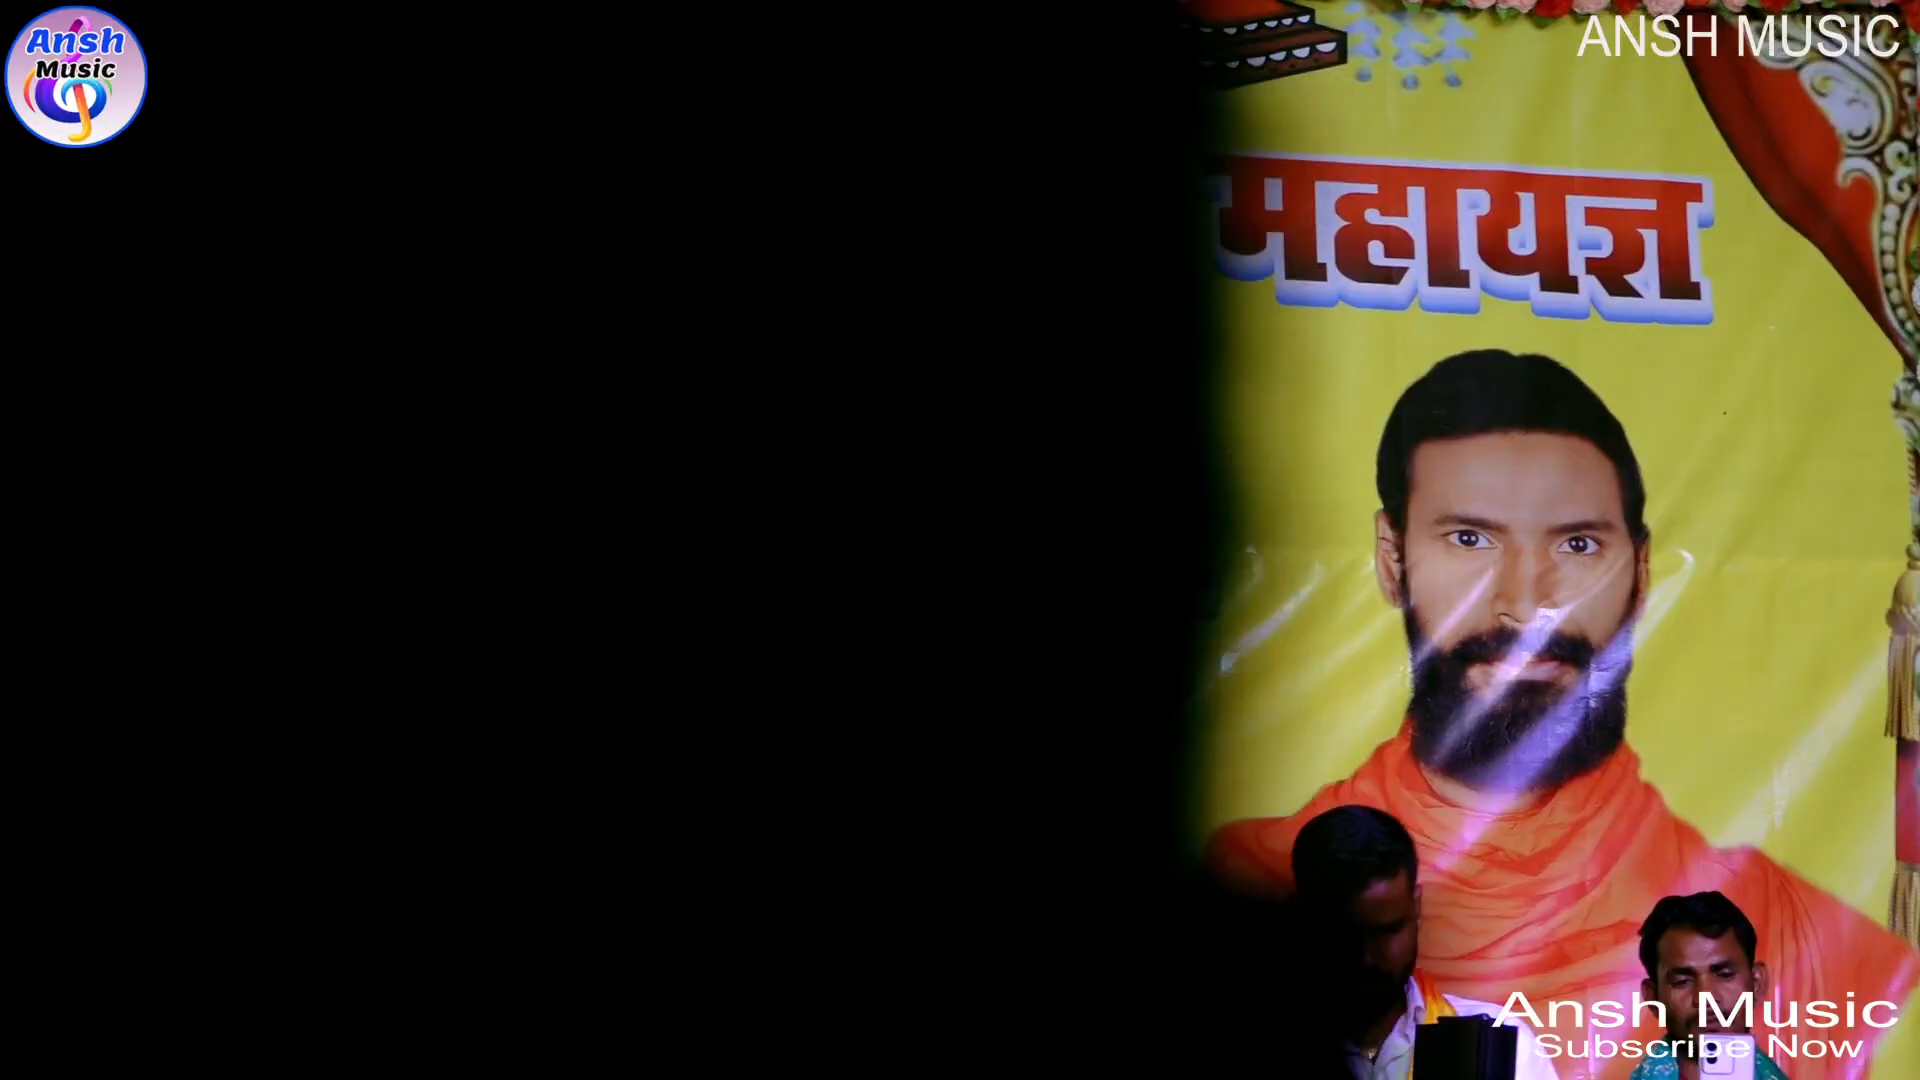 Ansh
Music
ANSH MUSIC
महायज्ञ
Ansh Music
Subscribe Now